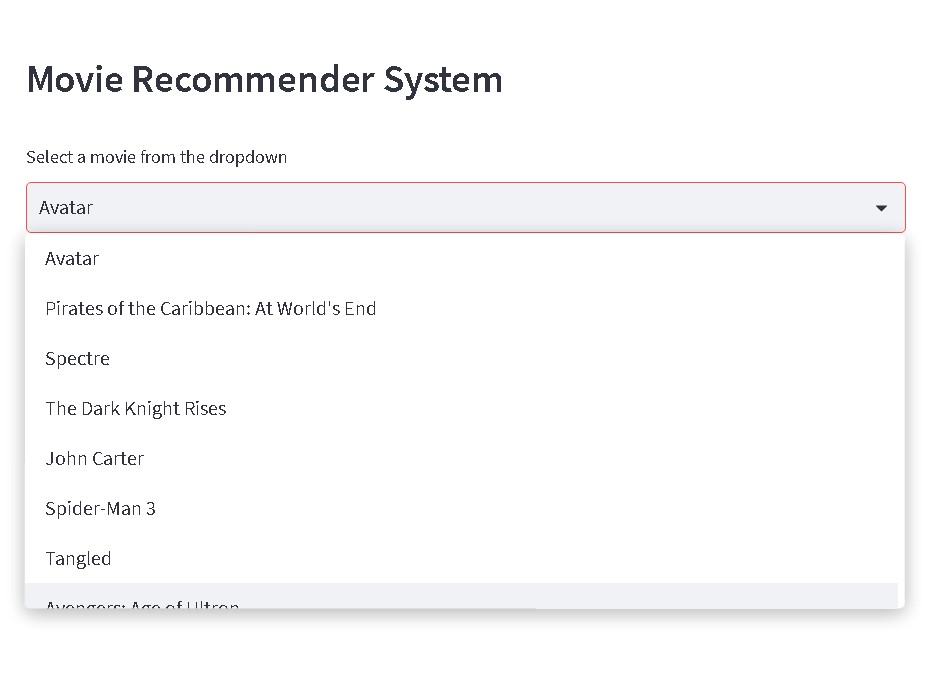 Movie Recommender System
Select a movie from the dropdown
Avatar
Avatar
Pirates of the Caribbean: At World's End
Spectre
The Dark Knight Rises
John Carter
Spider-Man 3
Tangled
Avengers: Age of Ultron